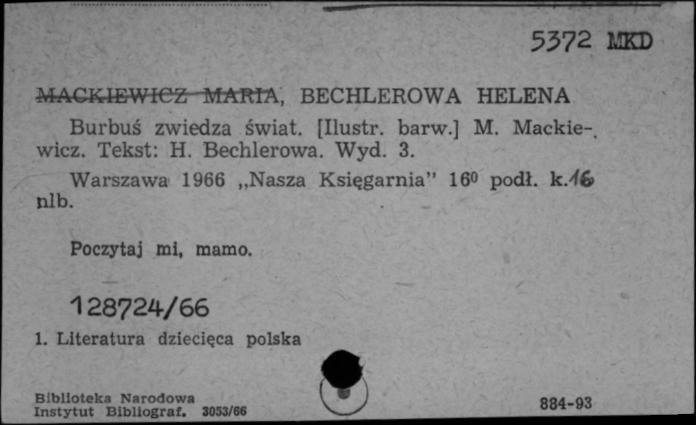 5372 MKD
MACKIEWICZ MARIA, BECHLEROWA HELENA
Burbuś zwiedza świat. [Ilustr. barw.] M. Mackie-
wicz. Tekst: H. Bechlerowa. Wyd. 3.
Warszawa 1966 „Nasza Księgarnia” 16⁰ podł. k.16
nlb.
Poczytaj mi, mamo.
128724/66
1. Literatura dziecięca polska
Biblioteka Narodowa
Instytut Bibliograf. 3053/66
884-93